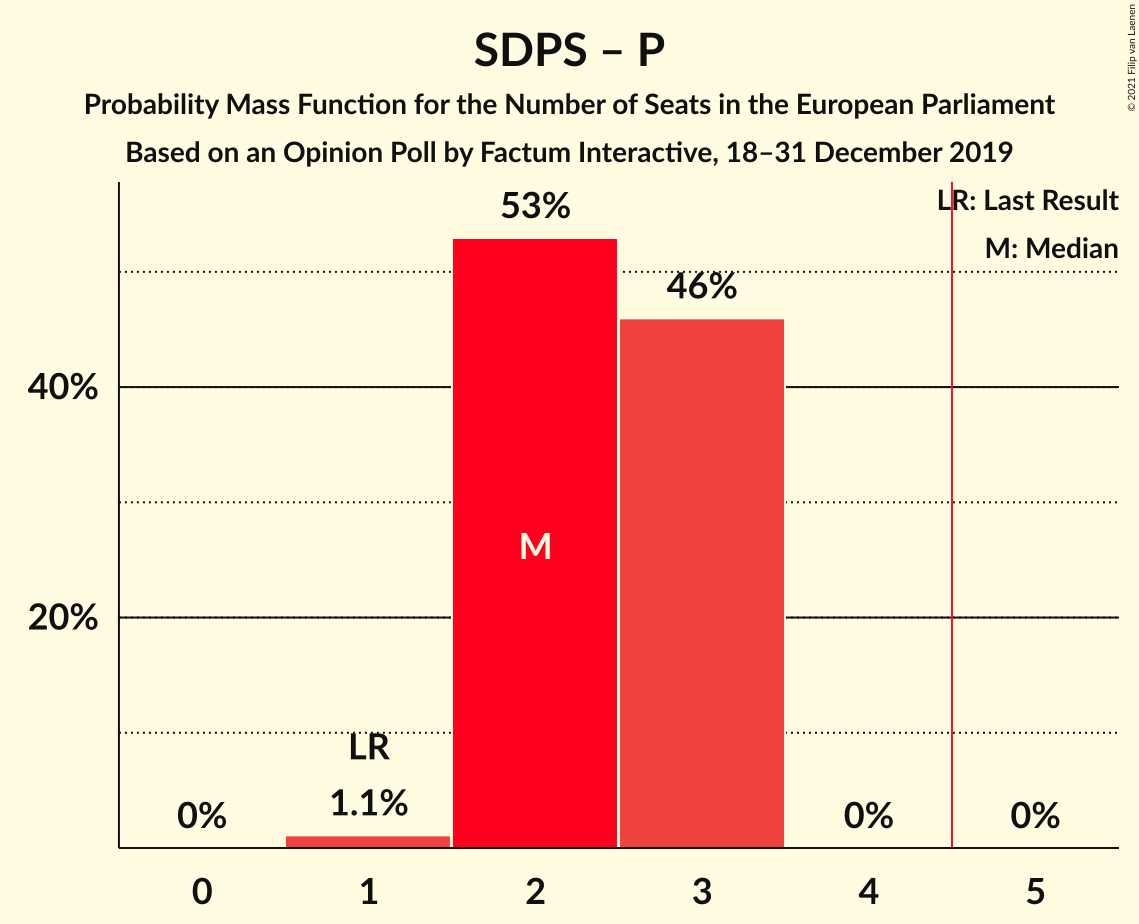 SDPS – P
Probability Mass Function for the Number of Seats in the European Parliament
Based on an Opinion Poll by Factum Interactive, 18–31 December 2019
© 2021 Filip van Laenen
LR: Last Result
M: Median
53%
46%
40%
M
20%
LR
1.1%
0%
0%
0%
0
1
2
3
4
5